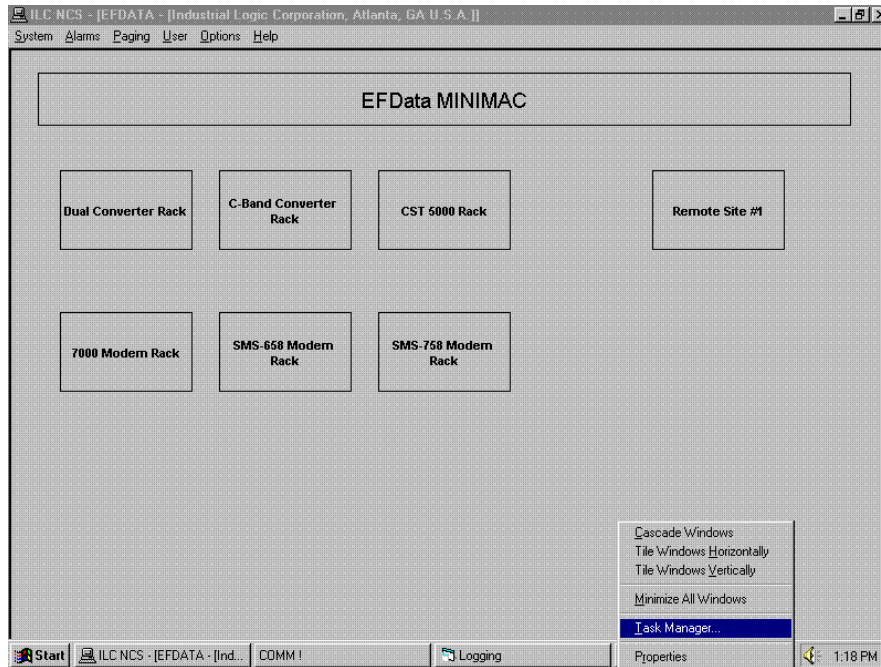 ILC NCS - [EFDATA - [Industrial Logic Corporation, Atlanta, GA U.S.A.]]
System Alarms Paging User Options Help
EFData MINIMAC
Dual Converter Rack
C-Band Converter
Rack
CST 5000 Rack
Remote Site #1
7000 Modem Rack
SMS-658 Modem
Rack
SMS-758 Modem
Rack
Cascade Windows
Tile Windows Horizontally
Tile Windows Vertically
Minimize All Windows
Task Manager...
Properties
Start ILC NCS - [EFDATA - [Ind... COMM ! Logging 1:18 PM